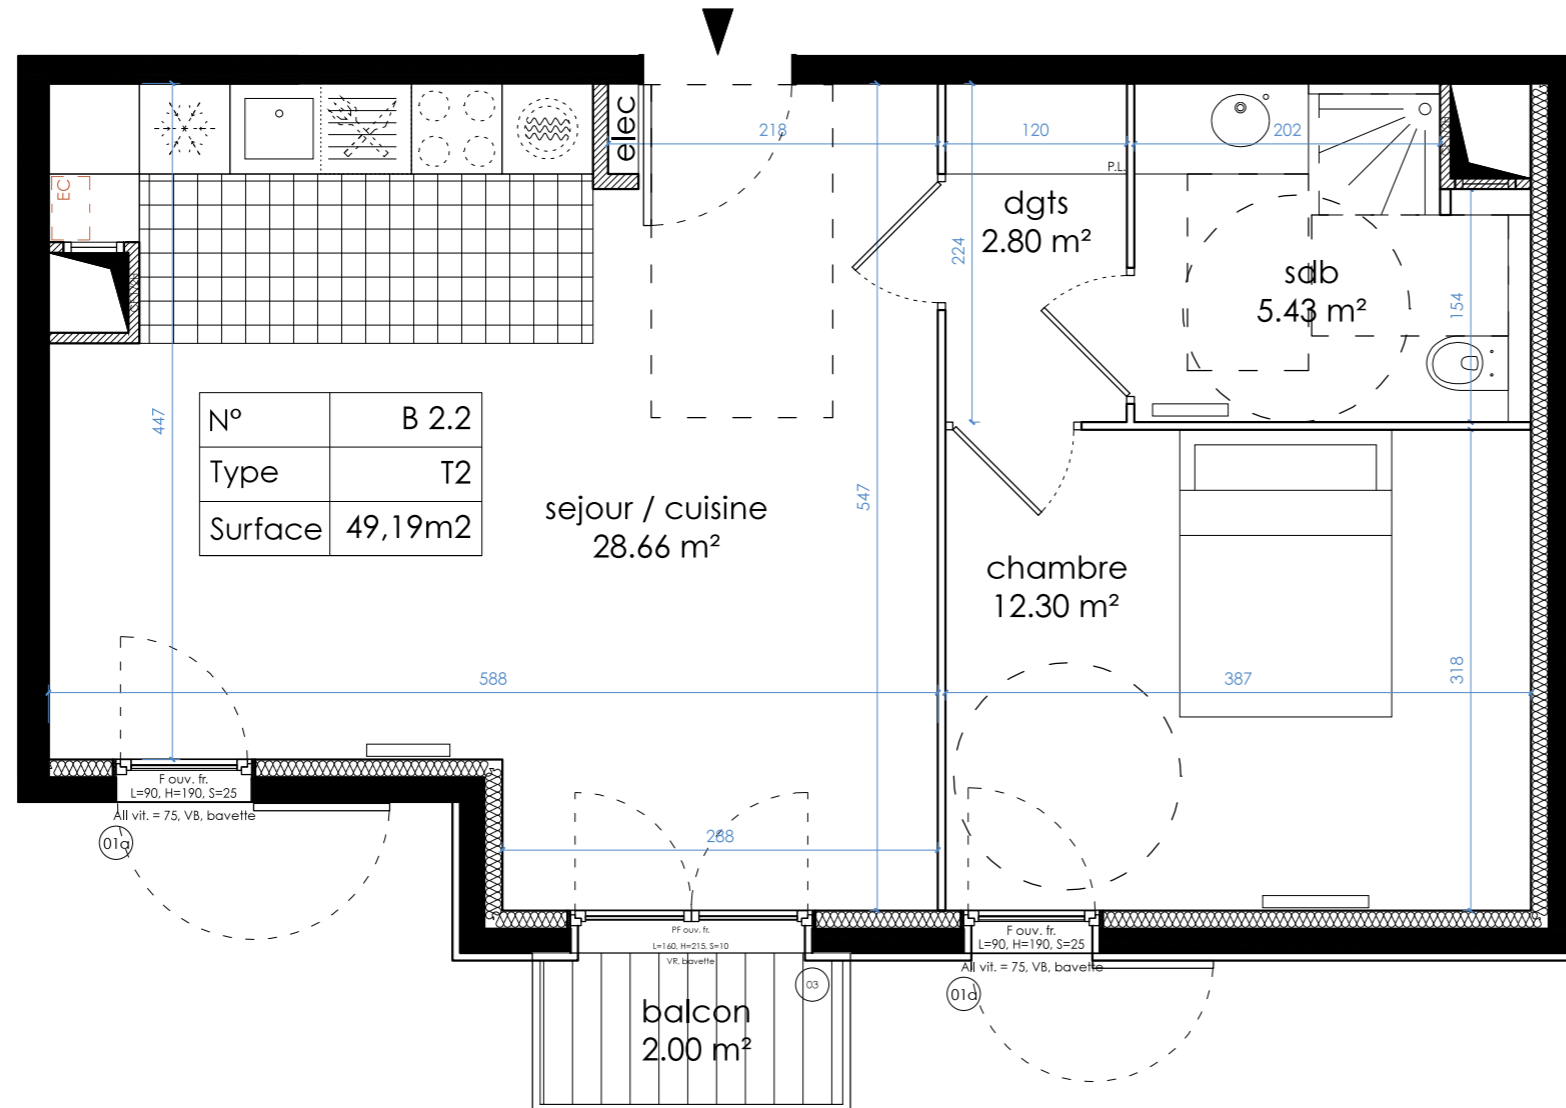 elec
218
120
202
P.L.
EC
dgts
2.80 m²
224
sdb
5.43 m²
154
447
N° B 2.2
Type T2
Surface 49,19m2
547
sejour / cuisine
28.66 m²
chambre
12.30 m²
588
387
318
F ouv. fr.
L=90, H=190, S=25
All vit. = 75, VB, bavette
01a
288
PF ouv. fr.
L=160, H=215, S=10
VR, bavette
03
F ouv. fr.
L=90, H=190, S=25
All vit. = 75, VB, bavette
01a
balcon
2.00 m²